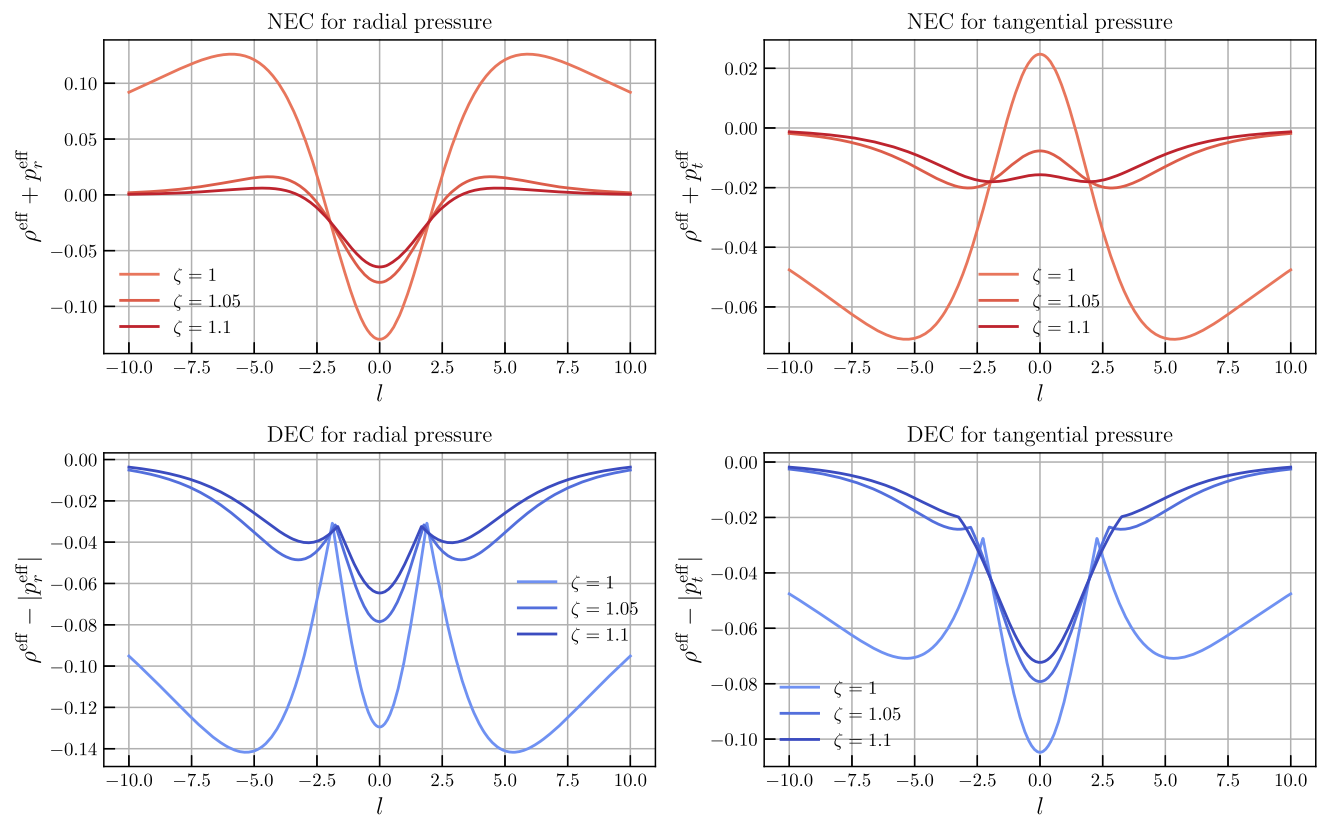 NEC for radial pressure
0.10
0.05
0.00
−0.05
−0.10
ρ^eff + p_r^eff
ζ = 1
ζ = 1.05
ζ = 1.1
−10.0 −7.5 −5.0 −2.5 0.0 2.5 5.0 7.5 10.0
l
NEC for tangential pressure
0.02
0.00
−0.02
−0.04
−0.06
ρ^eff + p_t^eff
ζ = 1
ζ = 1.05
ζ = 1.1
−10.0 −7.5 −5.0 −2.5 0.0 2.5 5.0 7.5 10.0
l
DEC for radial pressure
0.00
−0.02
−0.04
−0.06
−0.08
−0.10
−0.12
−0.14
ρ^eff − |p_r^eff|
ζ = 1
ζ = 1.05
ζ = 1.1
−10.0 −7.5 −5.0 −2.5 0.0 2.5 5.0 7.5 10.0
l
DEC for tangential pressure
0.00
−0.02
−0.04
−0.06
−0.08
−0.10
ρ^eff − |p_t^eff|
ζ = 1
ζ = 1.05
ζ = 1.1
−10.0 −7.5 −5.0 −2.5 0.0 2.5 5.0 7.5 10.0
l